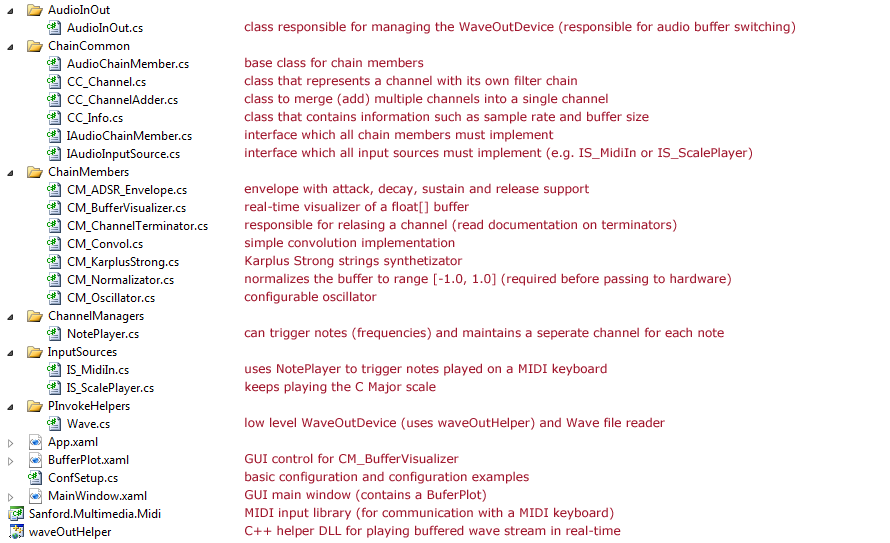 AudioInOut
AudioInOut.cs class responsible for managing the WaveOutDevice (responsible for audio buffer switching)
ChainCommon
AudioChainMember.cs base class for chain members
CC_Channel.cs class that represents a channel with its own filter chain
CC_ChannelAdder.cs class to merge (add) multiple channels into a single channel
CC_Info.cs class that contains information such as sample rate and buffer size
IAudioChainMember.cs interface which all chain members must implement
IAudioInputSource.cs interface which all input sources must implement (e.g. IS_MidiIn or IS_ScalePlayer)
ChainMembers
CM_ADSR_Envelope.cs envelope with attack, decay, sustain and release support
CM_BufferVisualizer.cs real-time visualizer of a float[] buffer
CM_ChannelTerminator.cs responsible for relasing a channel (read documentation on terminators)
CM_Convol.cs simple convolution implementation
CM_KarplusStrong.cs Karplus Strong strings synthetizator
CM_Normalizator.cs normalizes the buffer to range [-1.0, 1.0] (required before passing to hardware)
CM_Oscillator.cs configurable oscillator
ChannelManagers
NotePlayer.cs can trigger notes (frequencies) and maintains a seperate channel for each note
InputSources
IS_MidiIn.cs uses NotePlayer to trigger notes played on a MIDI keyboard
IS_ScalePlayer.cs keeps playing the C Major scale
PInvokeHelpers
Wave.cs low level WaveOutDevice (uses waveOutHelper) and Wave file reader
App.xaml
BufferPlot.xaml GUI control for CM_BufferVisualizer
ConfSetup.cs basic configuration and configuration examples
MainWindow.xaml GUI main window (contains a BuferPlot)
Sanford.Multimedia.Midi MIDI input library (for communication with a MIDI keyboard)
waveOutHelper C++ helper DLL for playing buffered wave stream in real-time